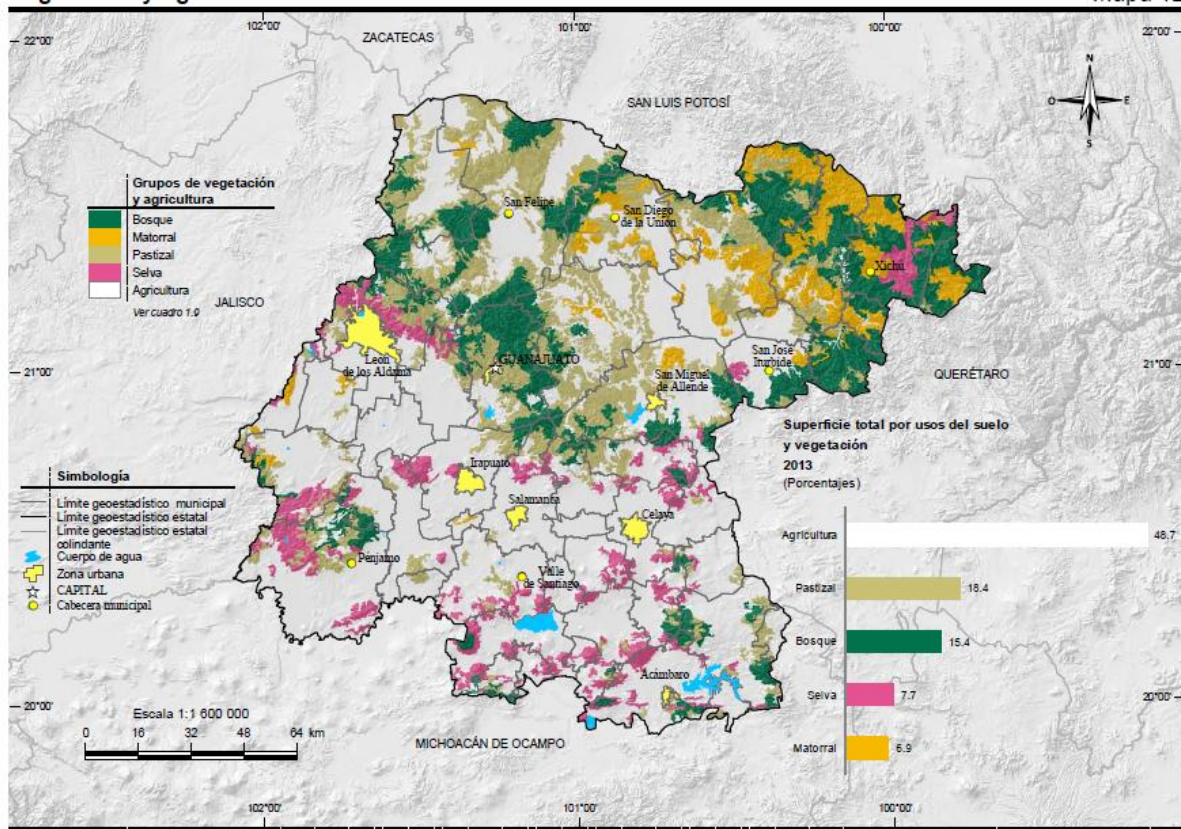 102°00'
101°00'
100°00'
22°00'
22°00'
ZACATECAS
N
O
E
S
SAN LUIS POTOSÍ
Grupos de vegetación
y agricultura
Bosque
Matorral
Pastizal
Selva
Agricultura
Ver cuadro 1.9
San Felipe
San Diego
de la Unión
Xichú
JALISCO
León
de los Aldama
GUANAJUATO
San José
Iturbide
San Miguel
de Allende
21°00'
21°00'
QUERÉTARO
Superficie total por usos del suelo
y vegetación
2013
(Porcentajes)
Agricultura
48.7
Pastizal
18.4
Bosque
15.4
Selva
7.7
Matorral
6.9
Simbología
Límite geoestadístico municipal
Límite geoestadístico estatal
Límite geoestadístico estatal
colindante
Cuerpo de agua
Zona urbana
CAPITAL
Cabecera municipal
Irapuato
Salamanca
Celaya
Pénjamo
Valle
de Santiago
Acámbaro
20°00'
20°00'
Escala 1:1 600 000
0 16 32 48 64 km
MICHOACÁN DE OCAMPO
102°00'
101°00'
100°00'